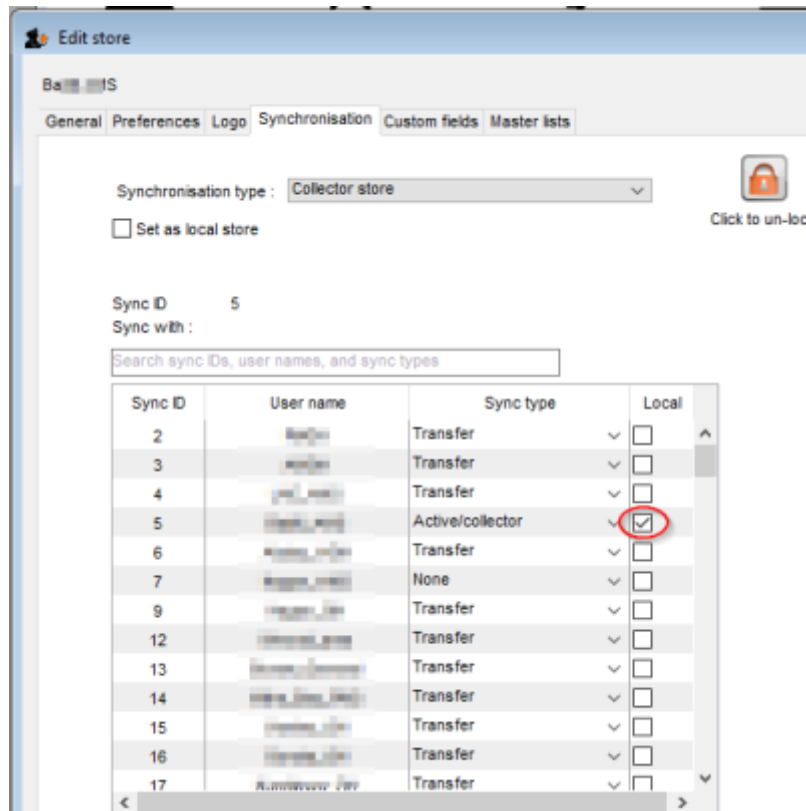 Edit store
General Preferences Logo Synchronisation Custom fields Master lists
Synchronisation type : Collector store
Click to un-loc
Set as local store
Sync ID 5
Sync with :
Search sync IDs, user names, and sync types
Sync ID User name Sync type Local
2 Transfer
3 Transfer
4 Transfer
5 Active/collector
6 Transfer
7 None
9 Transfer
12 Transfer
13 Transfer
14 Transfer
15 Transfer
16 Transfer
17 Transfer